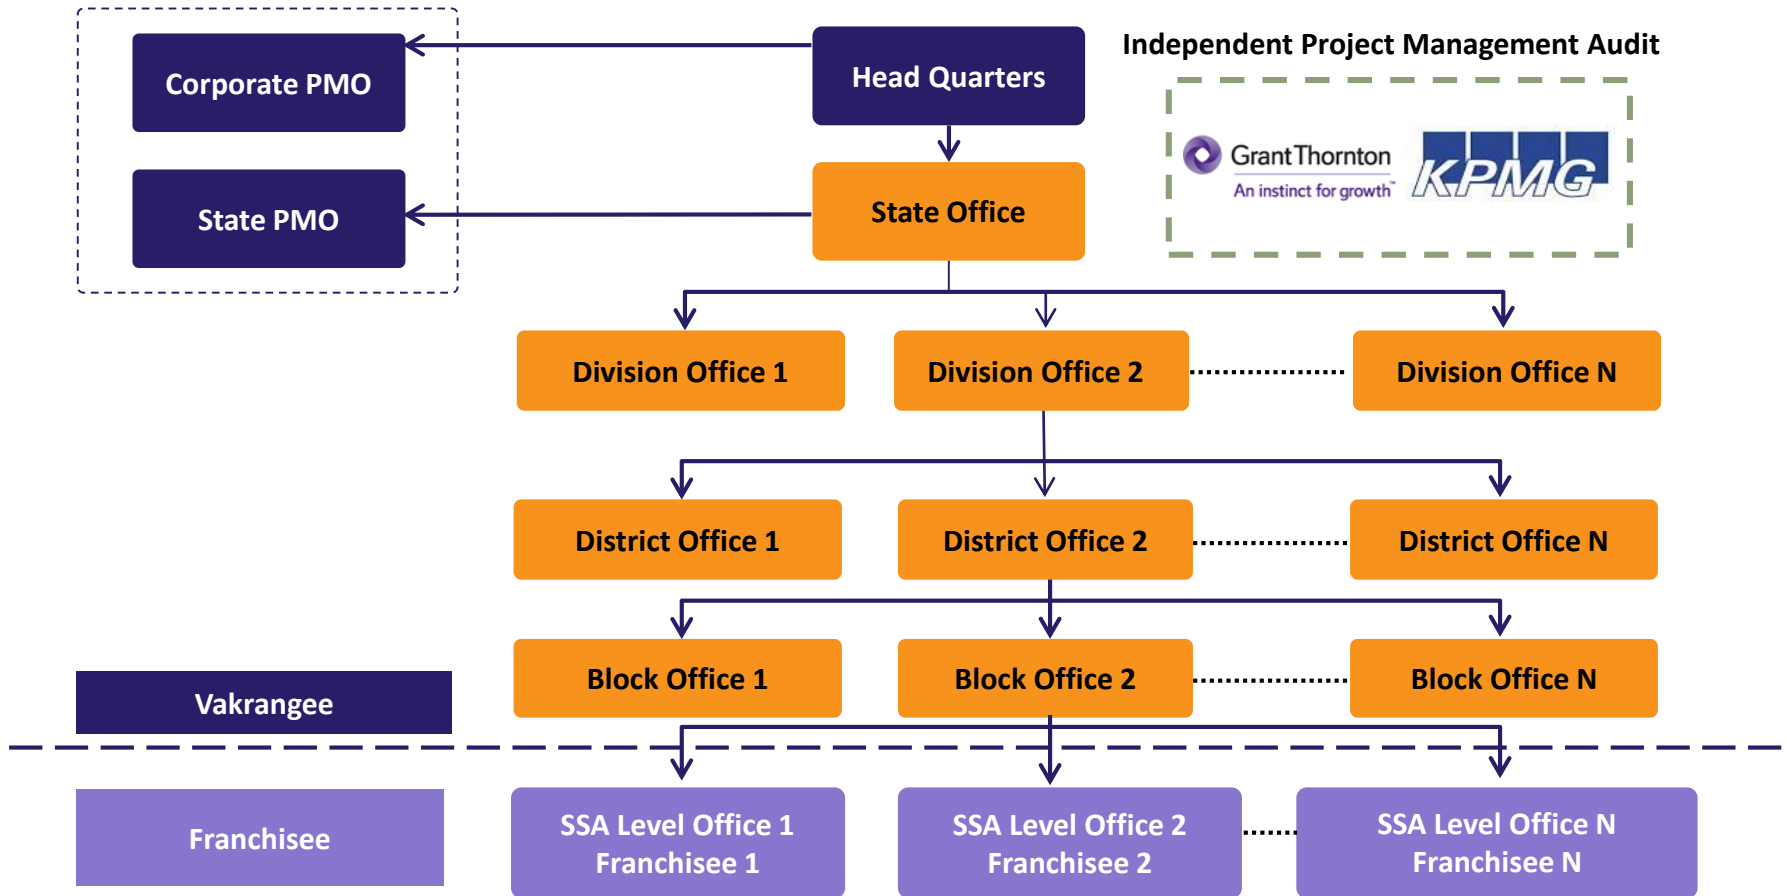 Corporate PMO
Head Quarters
Independent Project Management Audit
Grant Thornton
An instinct for growth™
KPMG
State PMO
State Office
Division Office 1
Division Office 2
Division Office N
District Office 1
District Office 2
District Office N
Block Office 1
Block Office 2
Block Office N
Vakrangee
Franchisee
SSA Level Office 1
Franchisee 1
SSA Level Office 2
Franchisee 2
SSA Level Office N
Franchisee N